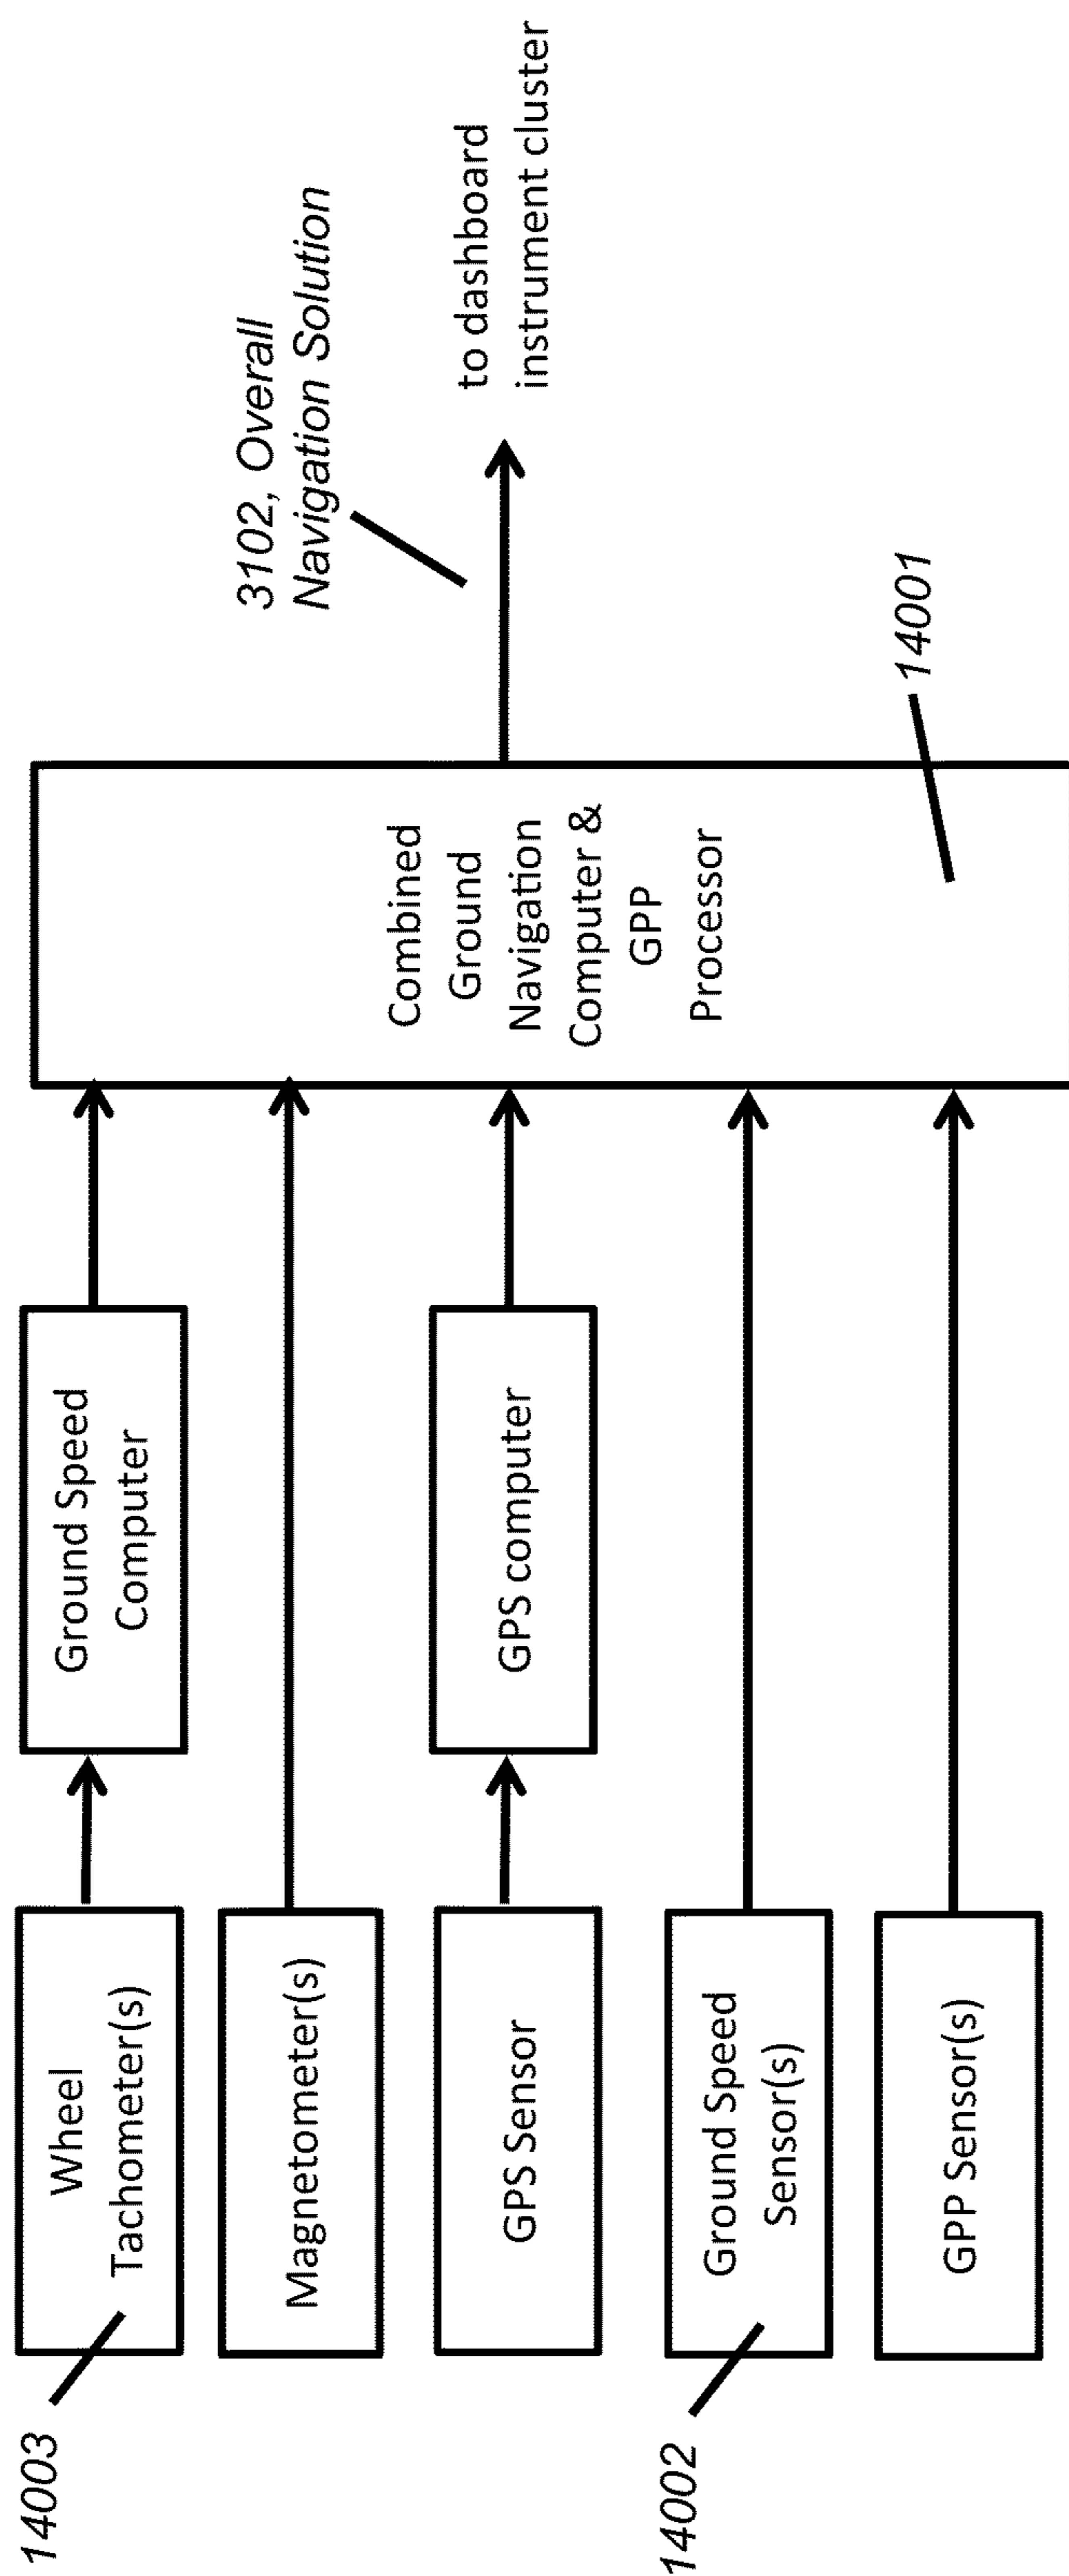 14003
Wheel
Tachometer(s)
Magnetometer(s)
GPS Sensor
14002
Ground Speed
Sensor(s)
GPP Sensor(s)
Ground Speed
Computer
GPS computer
Combined
Ground
Navigation
Computer &
GPP
Processor
14001
3102, Overall
Navigation Solution
to dashboard
instrument cluster